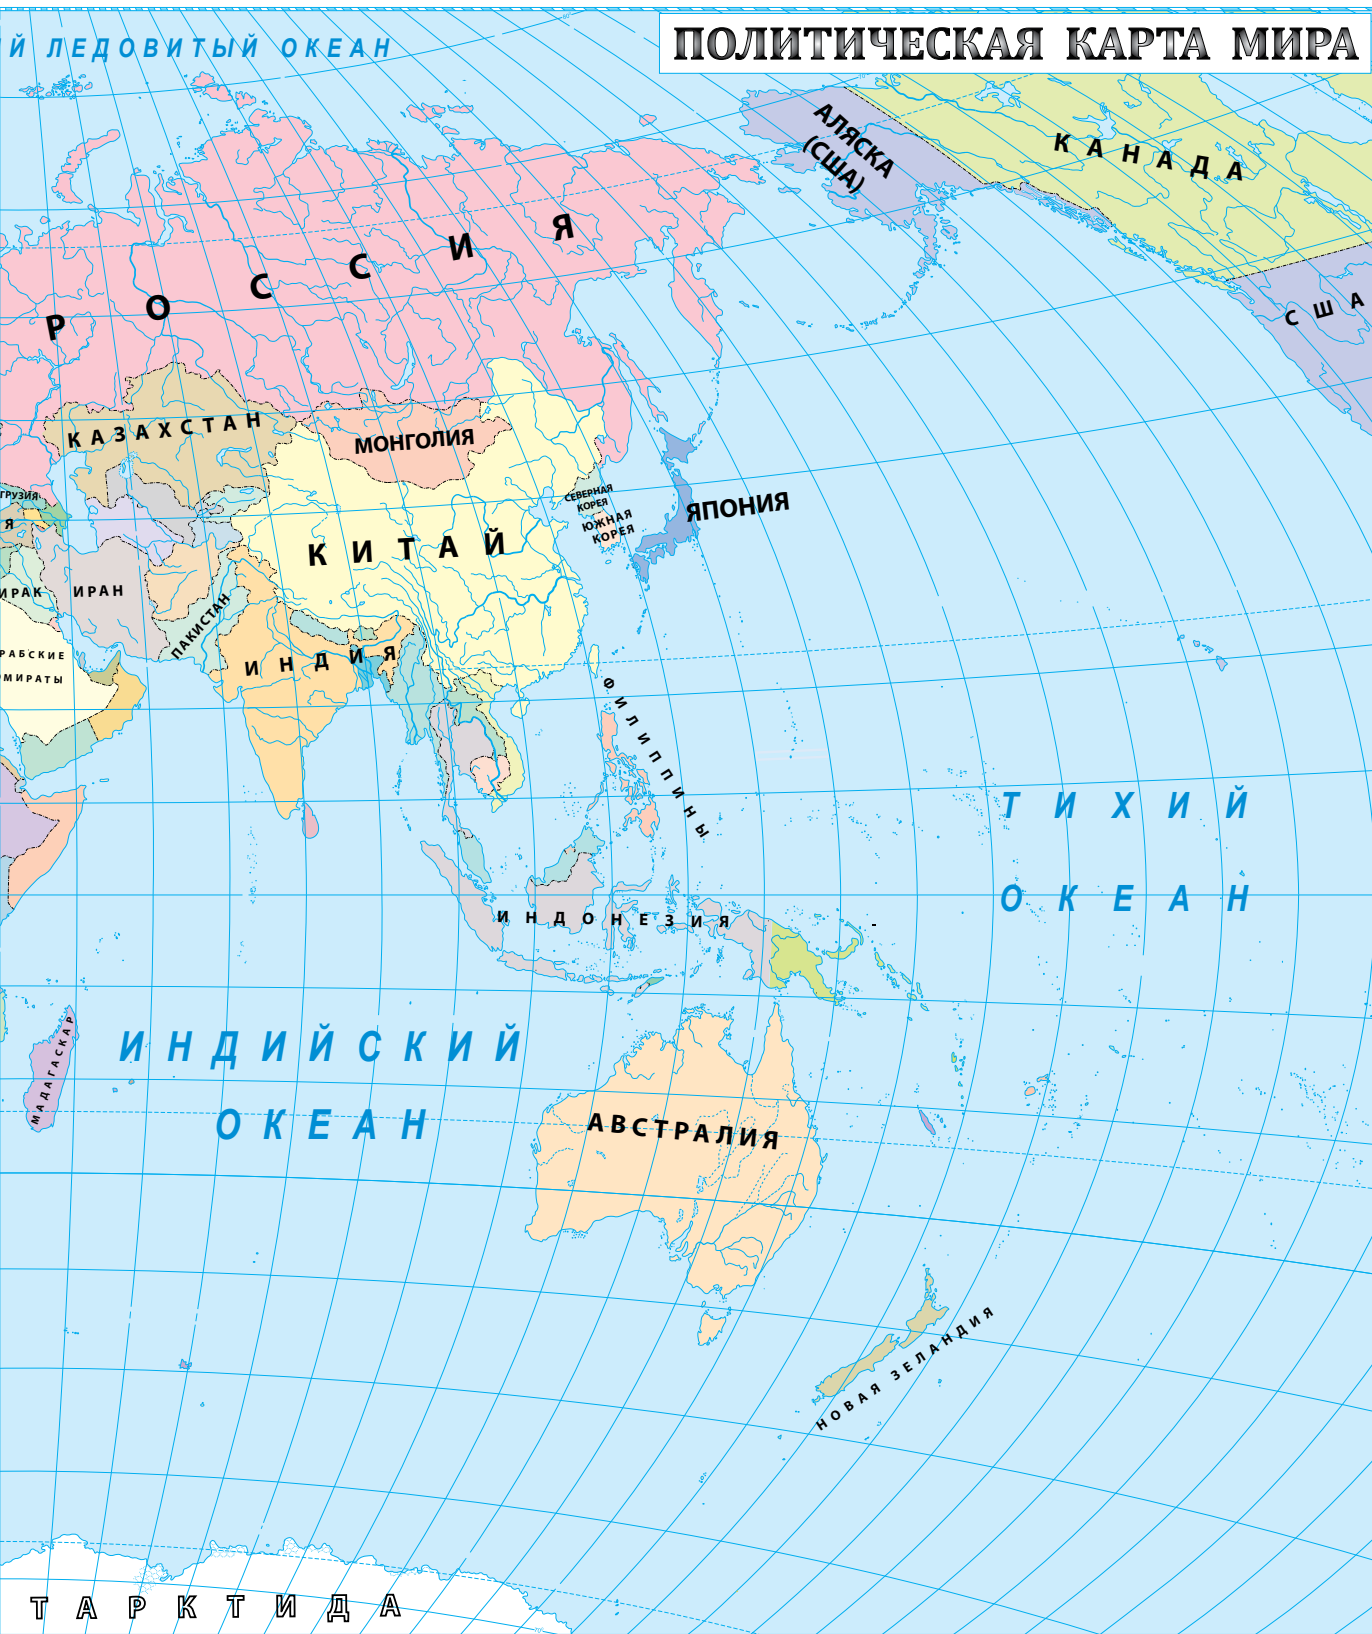 Й ЛЕДОВИТЫЙ ОКЕАН
ПОЛИТИЧЕСКАЯ КАРТА МИРА
АЛЯСКА
(США)
КАНАДА
РОССИЯ
США
КАЗАХСТАН
МОНГОЛИЯ
ГРУЗИЯ
Я
СЕВЕРНАЯ
КОРЕЯ
ЮЖНАЯ
КОРЕЯ
ЯПОНИЯ
КИТАЙ
ИРАК
ИРАН
ПАКИСТАН
РАБСКИЕ
ЭМИРАТЫ
ИНДИЯ
ФИЛИППИНЫ
ТИХИЙ
ОКЕАН
ИНДОНЕЗИЯ
МАДАГАСКАР
ИНДИЙСКИЙ
ОКЕАН
АВСТРАЛИЯ
НОВАЯ ЗЕЛАНДИЯ
ТАРКТИДА